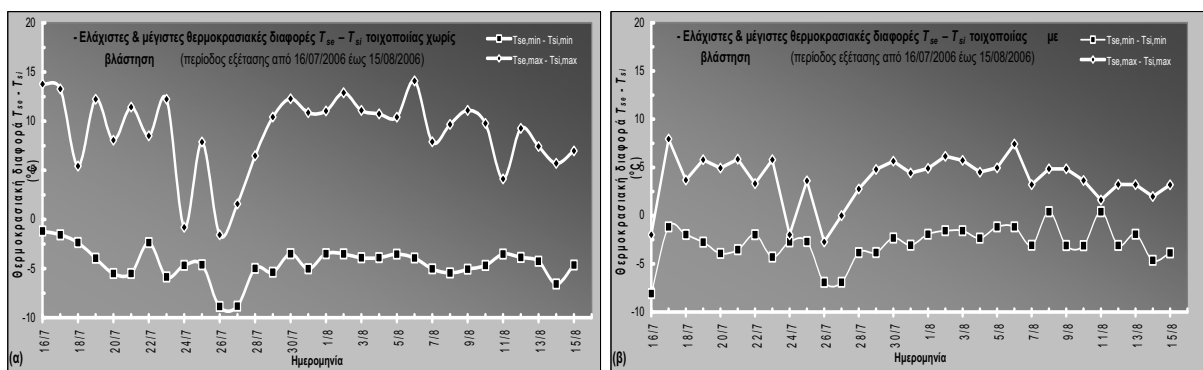 - Ελάχιστες & μέγιστες θερμοκρασιακές διαφορές Tse – Tsi τοιχοποιίας χωρίς
βλάστηση (περίοδος εξέτασης από 16/07/2006 έως 15/08/2006)
Tse,min - Tsi,min
Tse,max - Tsi,max
Θερμοκρασιακή διαφορά Tse - Tsi
(°C)
20
15
10
5
0
-5
-10
16/7
18/7
20/7
22/7
24/7
26/7
28/7
30/7
1/8
3/8
5/8
7/8
9/8
11/8
13/8
15/8
Ημερομηνία
(α)
- Ελάχιστες & μέγιστες θερμοκρασιακές διαφορές Tse – Tsi τοιχοποιίας με
βλάστηση (περίοδος εξέτασης από 16/07/2006 έως 15/08/2006)
Tse,min - Tsi,min
Tse,max - Tsi,max
Θερμοκρασιακή διαφορά Tse - Tsi
(°C)
20
15
10
5
0
-5
-10
16/7
18/7
20/7
22/7
24/7
26/7
28/7
30/7
1/8
3/8
5/8
7/8
9/8
11/8
13/8
15/8
Ημερομηνία
(β)